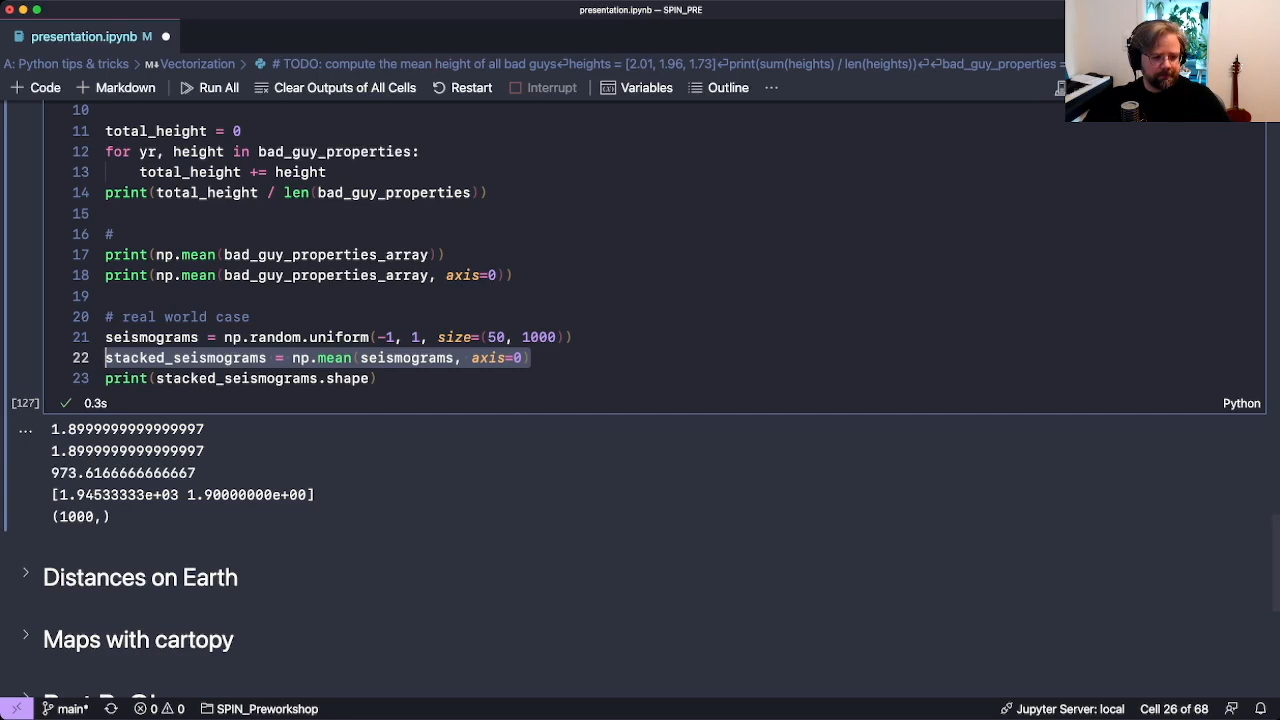 presentation.ipynb — SPIN_PRE
presentation.ipynb M
A: Python tips & tricks > Vectorization > # TODO: compute the mean height of all bad guys↵heights = [2.01, 1.96, 1.73]↵print(sum(heights) / len(heights))↵↵bad_guy_properties =
+ Code + Markdown Run All Clear Outputs of All Cells Restart Interrupt Variables Outline ...
10
11 total_height = 0
12 for yr, height in bad_guy_properties:
13 total_height += height
14 print(total_height / len(bad_guy_properties))
15
16 #
17 print(np.mean(bad_guy_properties_array))
18 print(np.mean(bad_guy_properties_array, axis=0))
19
20 # real world case
21 seismograms = np.random.uniform(-1, 1, size=(50, 1000))
22 stacked_seismograms = np.mean(seismograms, axis=0)
23 print(stacked_seismograms.shape)
[127] ✓ 0.3s Python
... 1.8999999999999997
1.8999999999999997
973.6166666666667
[1.94533333e+03 1.90000000e+00]
(1000,)
> Distances on Earth
> Maps with cartopy
main* 0 0 SPIN_Preworkshop Jupyter Server: local Cell 26 of 68